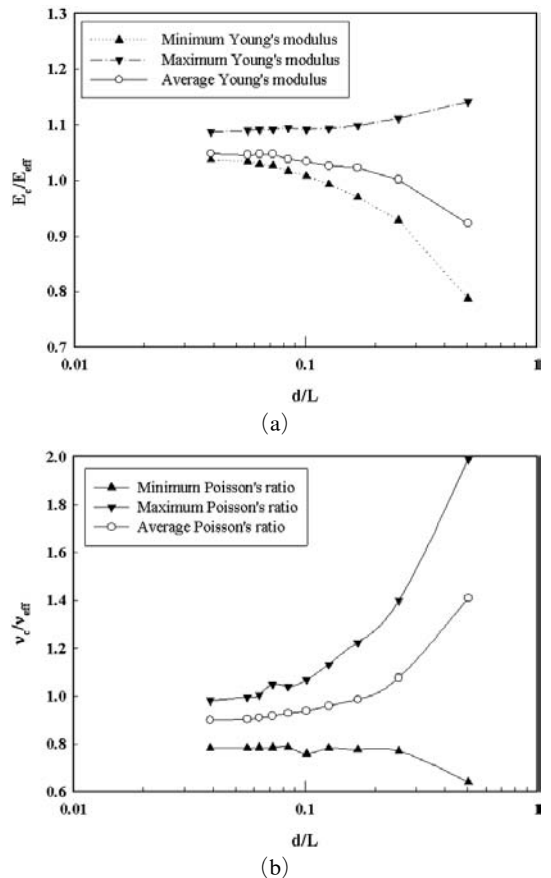 1.3
Minimum Young's modulus
Maximum Young's modulus
Average Young's modulus
1.2
1.1
1.0
0.9
0.8
0.7
E_c/E_eff
0.01
0.1
1
d/L
(a)
2.0
Minimum Poisson's ratio
Maximum Poisson's ratio
Average Poisson's ratio
1.8
1.6
1.4
1.2
1.0
0.8
0.6
ν_c/ν_eff
0.01
0.1
1
d/L
(b)